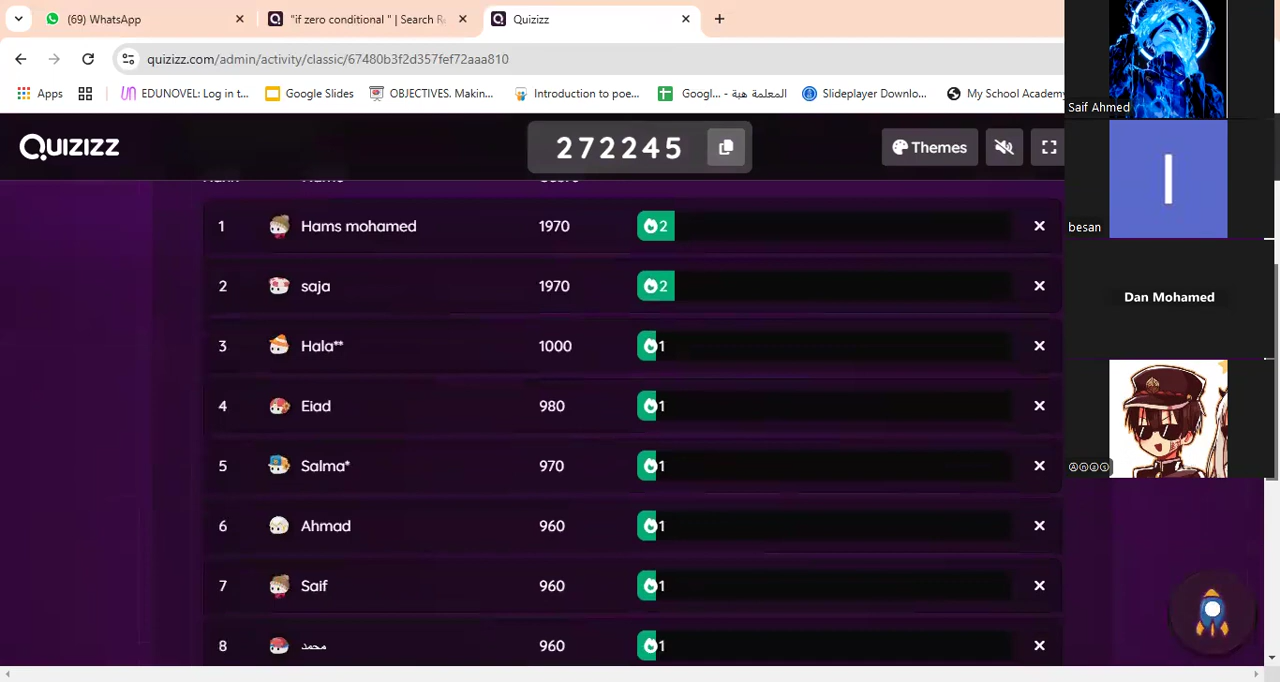 (69) WhatsApp
"if zero conditional " | Search R
Quizizz
quizizz.com/admin/activity/classic/67480b3f2d357fef72aaa810
Apps
EDUNOVEL: Log in t...
Google Slides
OBJECTIVES. Makin...
Introduction to poe...
Googl... - المعلمة هبة
Slideplayer Downlo...
My School Academy
QUIZIZZ
272245
Themes
Score
1 Hams mohamed 1970 2
2 saja 1970 2
3 Hala** 1000 1
4 Eiad 980 1
5 Salma* 970 1
6 Ahmad 960 1
7 Saif 960 1
8 محمد 960 1
Saif Ahmed
I
besan
Dan Mohamed
Ⓐⓝⓐⓢ